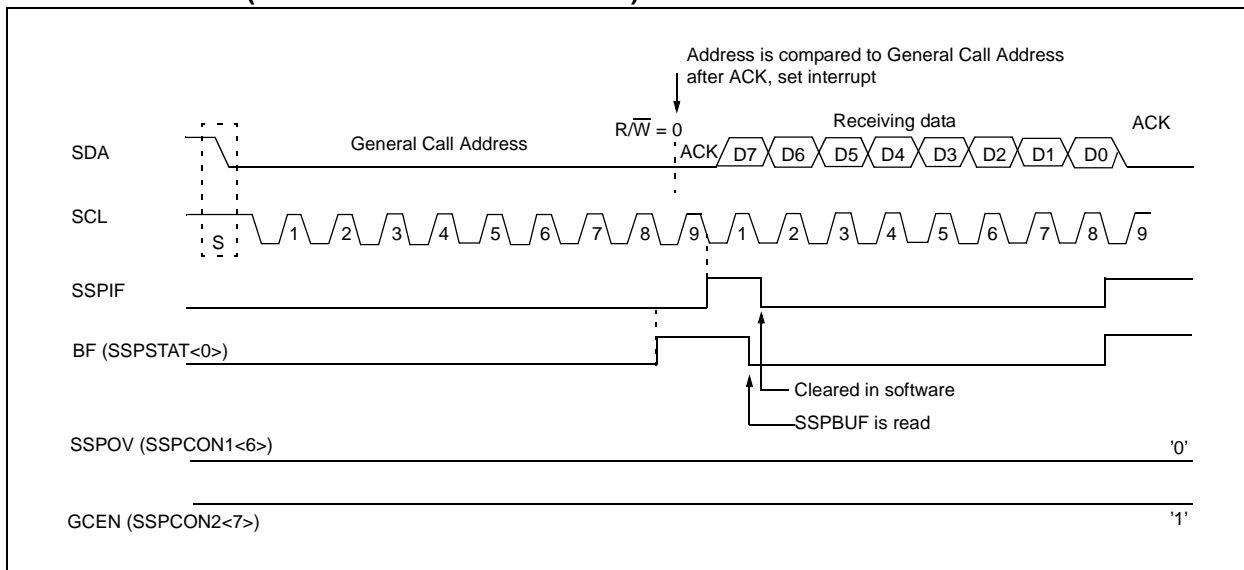 Address is compared to General Call Address
after ACK, set interrupt
R/W̅ = 0
Receiving data
ACK
SDA
General Call Address
ACK
D7 D6 D5 D4 D3 D2 D1 D0
SCL
S
1 2 3 4 5 6 7 8 9 1 2 3 4 5 6 7 8 9
SSPIF
BF (SSPSTAT<0>)
Cleared in software
SSPBUF is read
SSPOV (SSPCON1<6>)
'0'
GCEN (SSPCON2<7>)
'1'